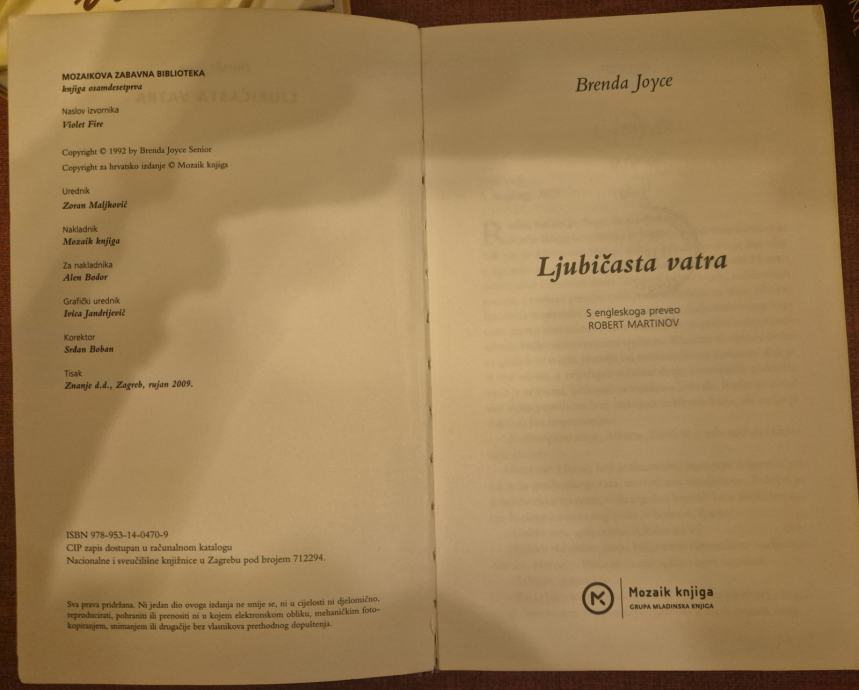 MOZAIKOVA ZABAVNA BIBLIOTEKA
knjiga osamdesetprva
Naslov izvornika
Violet Fire
Copyright © 1992 by Brenda Joyce Senior
Copyright za hrvatsko izdanje © Mozaik knjiga
Urednik
Zoran Maljković
Nakladnik
Mozaik knjiga
Za nakladnika
Alen Bodor
Grafički urednik
Ivica Jandrijević
Korektor
Srđan Boban
Tisak
Znanje d.d., Zagreb, rujan 2009.
ISBN 978-953-14-0470-9
CIP zapis dostupan u računalnom katalogu
Nacionalne i sveučilišne knjižnice u Zagrebu pod brojem 712294.
Sva prava pridržana. Ni jedan dio ovoga izdanja ne smije se, ni u cijelosti ni djelomično,
reproducirati, pohraniti ili prenositi ni u kojem elektronskom obliku, mehaničkim foto-
kopiranjem, snimanjem ili drugačije bez vlasnikova prethodnog dopuštenja.
Brenda Joyce
Ljubičasta vatra
S engleskoga preveo
ROBERT MARTINOV
Mozaik knjiga
GRUPA MLADINSKA KNJIGA